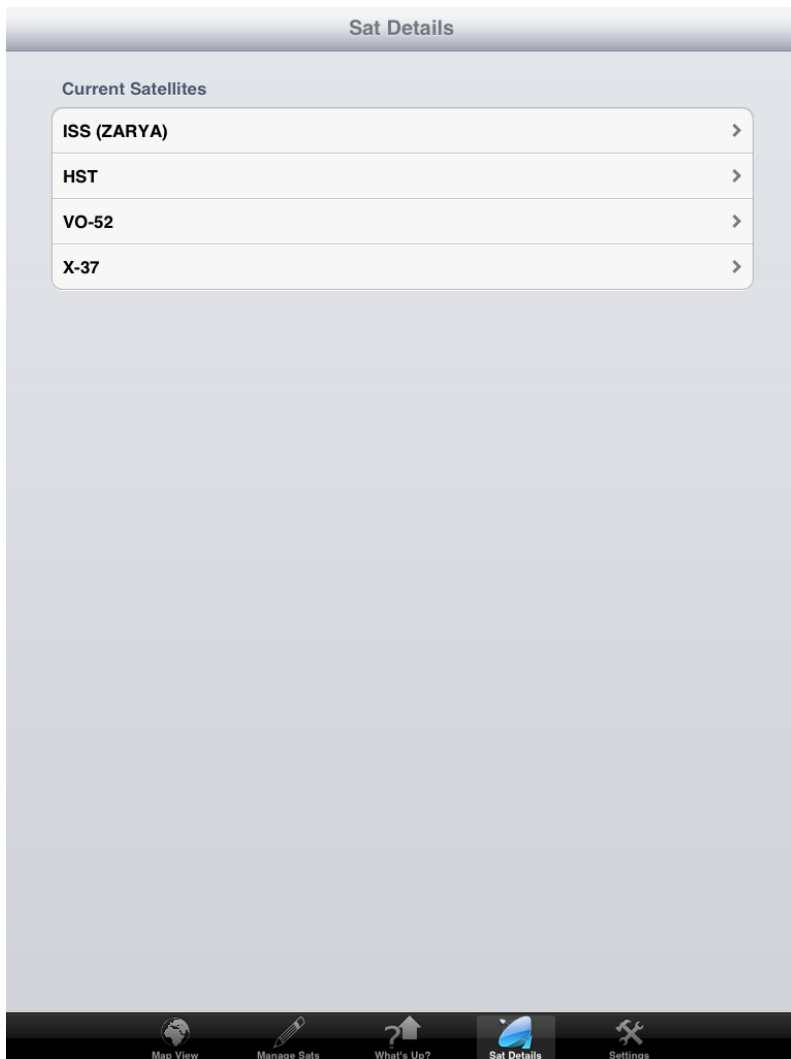 Sat Details
Current Satellites
ISS (ZARYA)
HST
VO-52
X-37
Map View Manage Sats What's Up? Sat Details Settings